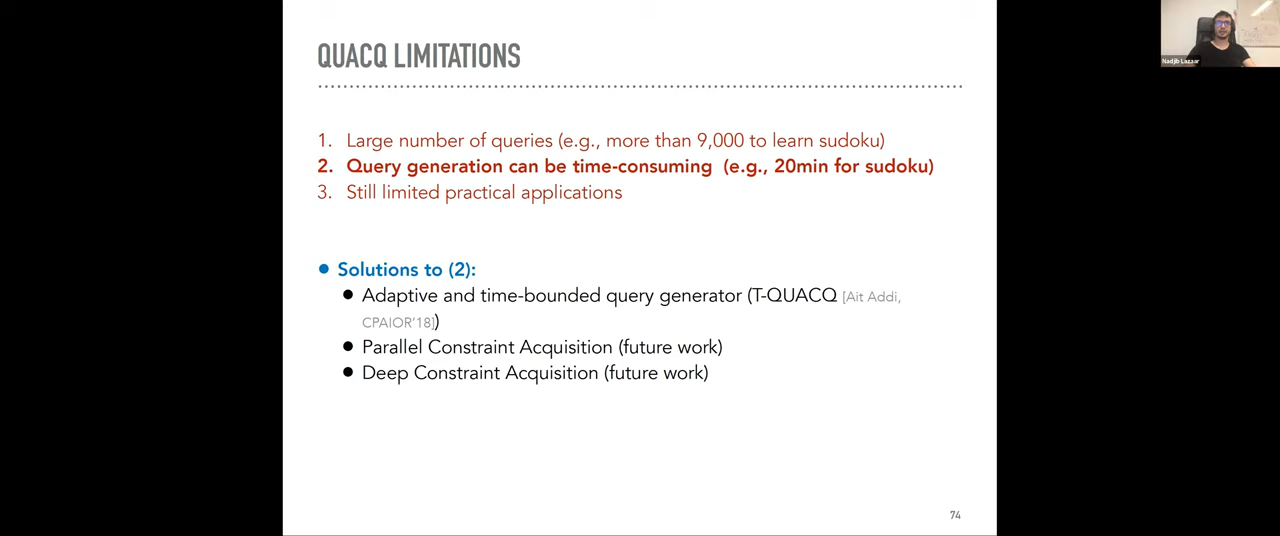 QUACQ LIMITATIONS
Nadjib Lazaar
1. Large number of queries (e.g., more than 9,000 to learn sudoku)
2. Query generation can be time-consuming (e.g., 20min for sudoku)
3. Still limited practical applications
● Solutions to (2):
● Adaptive and time-bounded query generator (T-QUACQ [Ait Addi,
CPAIOR'18])
● Parallel Constraint Acquisition (future work)
● Deep Constraint Acquisition (future work)
74